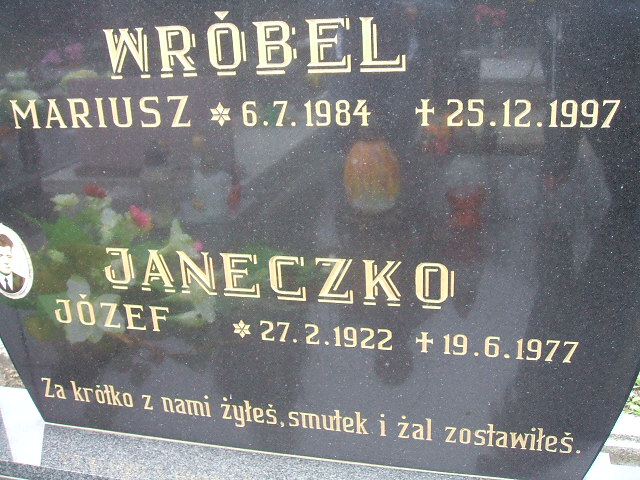 WRÓBEL
MARIUSZ ✲ 6.7.1984 ✝ 25.12.1997
JANECZKO
JÓZEF ✲ 27.2.1922 ✝ 19.6.1977
Za krótko z nami żyłeś, smutek i żal zostawiłeś.